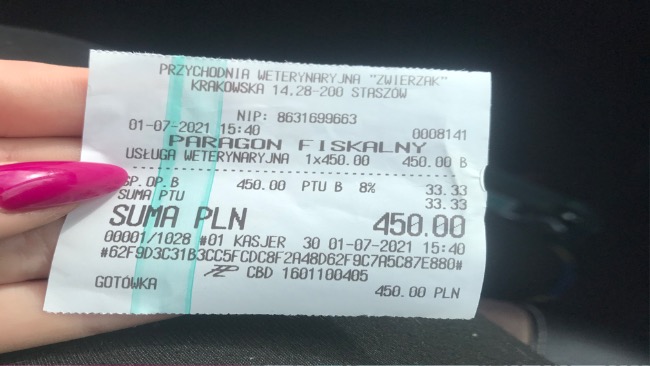 PRZYCHODNIA WETERYNARYJNA "ZWIERZAK"
KRAKOWSKA 14.28-200 STASZÓW
NIP: 8631699663
01-07-2021 15:40 0008141
PARAGON FISKALNY
USŁUGA WETERYNARYJNA 1x450.00 450.00 B
SP.OP.B 450.00 PTU B 8% 33.33
SUMA PTU 33.33
SUMA PLN 450.00
00001/1028 #01 KASJER 30 01-07-2021 15:40
#62F9D3C31B3CC5FCDC8F2A48D62F9C7A5C87E880#
CBD 1601100405
GOTÓWKA 450.00 PLN